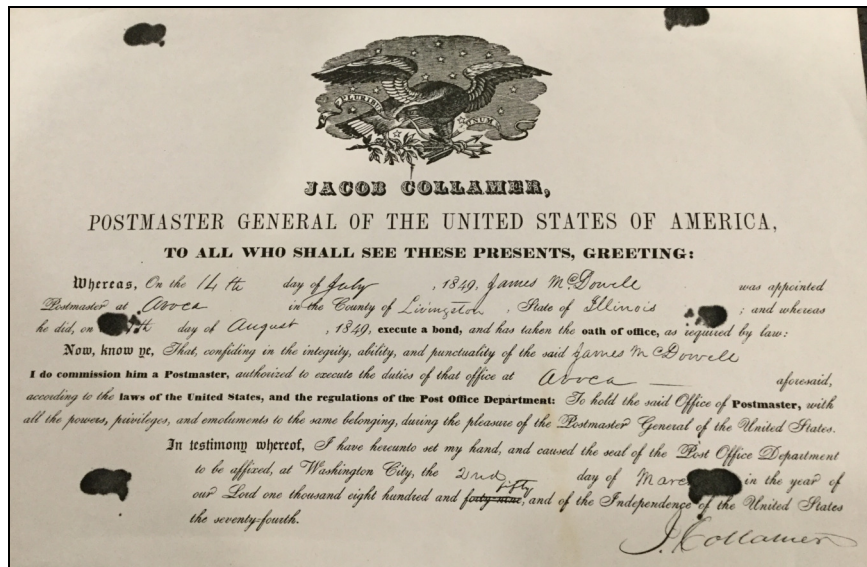 E PLURIBUS UNUM
JACOB COLLAMER,
POSTMASTER GENERAL OF THE UNITED STATES OF AMERICA,
TO ALL WHO SHALL SEE THESE PRESENTS, GREETING:
Whereas, On the 14th day of July , 1849, James McDowell was appointed
Postmaster at Avoca in the County of Livingston , State of Illinois ; and whereas
he did, on day of August , 1849, execute a bond, and has taken the oath of office, as required by law:
Now, know ye, That, confiding in the integrity, ability, and punctuality of the said James McDowell
I do commission him a Postmaster, authorized to execute the duties of that office at Avoca — aforesaid,
according to the laws of the United States, and the regulations of the Post Office Department: To hold the said Office of Postmaster, with
all the powers, privileges, and emoluments to the same belonging, during the pleasure of the Postmaster General of the United States.
In testimony whereof, I have hereunto set my hand, and caused the seal of the Post Office Department
to be affixed, at Washington City, the 2nd day of Marc in the year of
our Lord one thousand eight hundred and forty-nine fifty, and of the Independence of the United States
the seventy-fourth.
J. Collamer